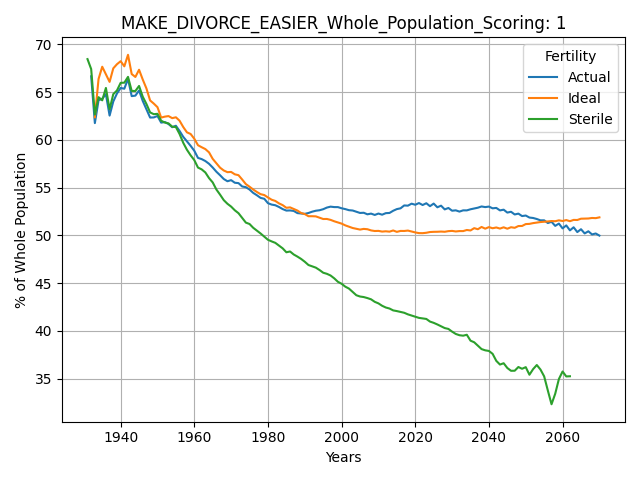 MAKE_DIVORCE_EASIER_Whole_Population_Scoring: 1
% of Whole Population
70
65
60
55
50
45
40
35
Fertility
Actual
Ideal
Sterile
1940 1960 1980 2000 2020 2040 2060
Years